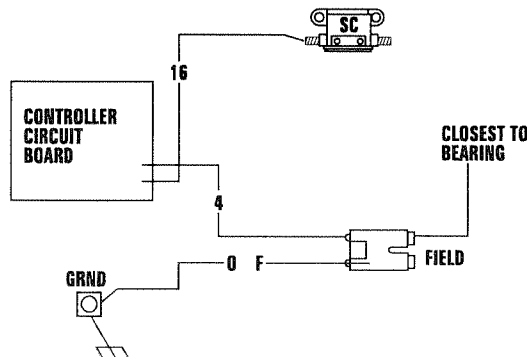 SC
16
CONTROLLER
CIRCUIT
BOARD
CLOSEST TO
BEARING
4
0 F
FIELD
GRND